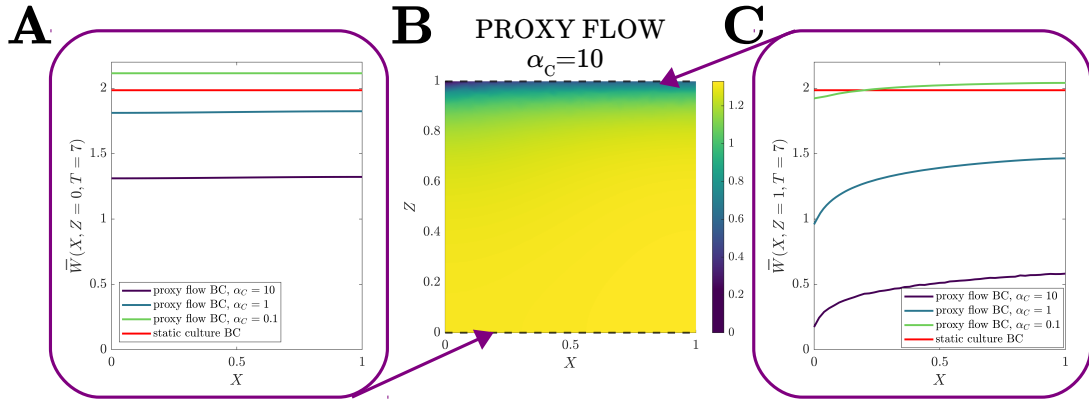 A
2
1.5
1
0.5
0
W̅(X, Z = 0, T = 7)
proxy flow BC, α_C = 10
proxy flow BC, α_C = 1
proxy flow BC, α_C = 0.1
static culture BC
0 0.5 1
X
B
PROXY FLOW
α_C=10
1
0.8
0.6
0.4
0.2
0
Z
0 0.5 1
X
1.2
1
0.8
0.6
0.4
0.2
0
C
2
1.5
1
0.5
0
W̅(X, Z = 1, T = 7)
proxy flow BC, α_C = 10
proxy flow BC, α_C = 1
proxy flow BC, α_C = 0.1
static culture BC
0 0.5 1
X